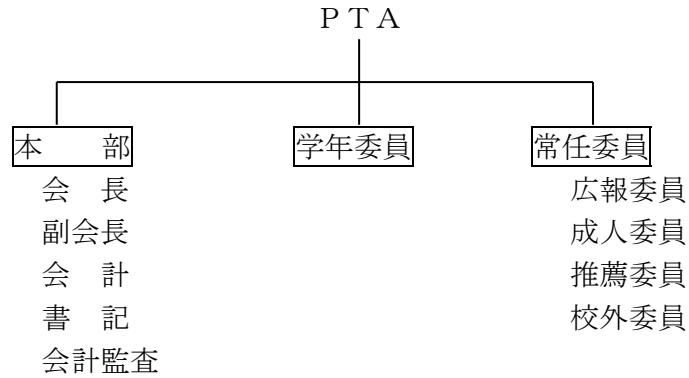 ＰＴＡ
本　　部
会　長
副会長
会　計
書　記
会計監査
学年委員
常任委員
広報委員
成人委員
推薦委員
校外委員